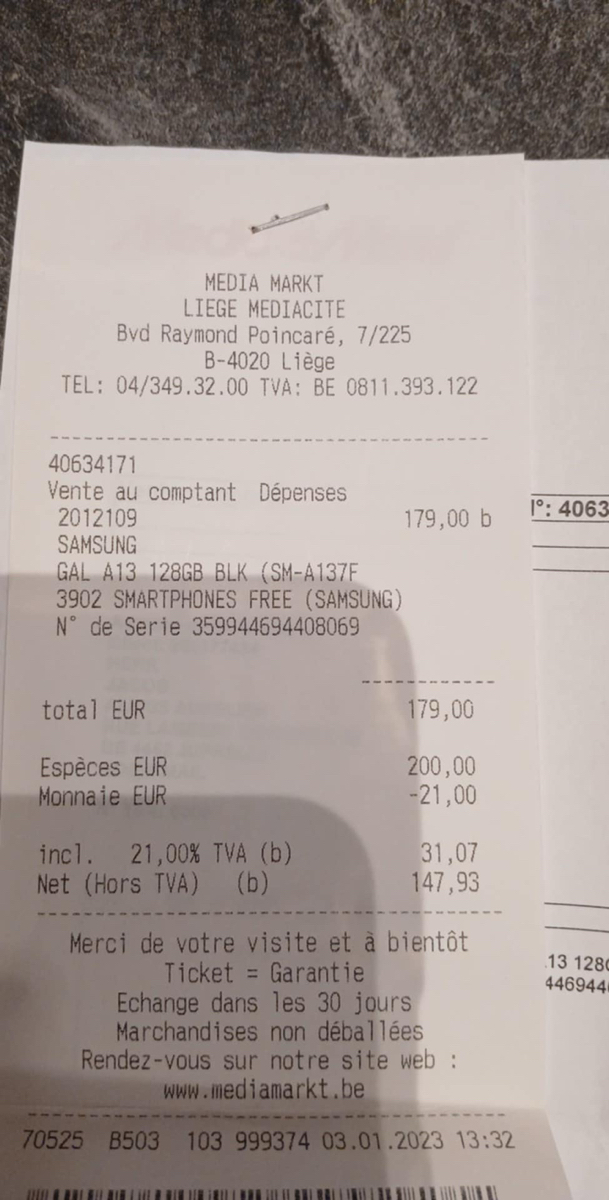 MEDIA MARKT
LIEGE MEDIACITE
Bvd Raymond Poincaré, 7/225
B-4020 Liège
TEL: 04/349.32.00 TVA: BE 0811.393.122
40634171
Vente au comptant Dépenses
2012109 179,00 b
SAMSUNG
GAL A13 128GB BLK (SM-A137F
3902 SMARTPHONES FREE (SAMSUNG)
N° de Serie 359944694408069
total EUR 179,00
Espèces EUR 200,00
Monnaie EUR -21,00
incl. 21,00% TVA (b) 31,07
Net (Hors TVA) (b) 147,93
Merci de votre visite et à bientôt
Ticket = Garantie
Echange dans les 30 jours
Marchandises non déballées
Rendez-vous sur notre site web :
www.mediamarkt.be
70525 B503 103 999374 03.01.2023 13:32
°: 4063
13 128
446944